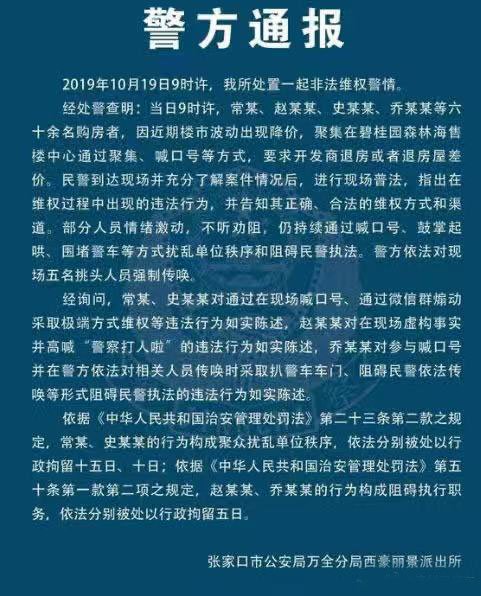 警方通报
2019年10月19日9时许，我所处置一起非法维权警情。
经处警查明：当日9时许，常某、赵某某、史某某、乔某某等六
十余名购房者，因近期楼市波动出现降价，聚集在碧桂园森林海售
楼中心通过聚集、喊口号等方式，要求开发商退房或者退房屋差
价。民警到达现场并充分了解案件情况后，进行现场普法，指出在
维权过程中出现的违法行为，并告知其正确、合法的维权方式和渠
道。部分人员情绪激动，不听劝阻，仍持续通过喊口号、鼓掌起
哄、围堵警车等方式扰乱单位秩序和阻碍民警执法。警方依法对现
场五名挑头人员强制传唤。
经询问，常某、史某某对通过在现场喊口号、通过微信群煽动
采取极端方式维权等违法行为如实陈述，赵某某对在现场虚构事实
并高喊“警察打人啦”的违法行为如实陈述，乔某某对参与喊口号
并在警方依法对相关人员传唤时采取扒警车车门、阻碍民警依法传
唤等形式阻碍民警执法的违法行为如实陈述。
依据《中华人民共和国治安管理处罚法》第二十三条第二款之规
定，常某、史某某的行为构成聚众扰乱单位秩序，依法分别被处以行
政拘留十五日、十日；依据《中华人民共和国治安管理处罚法》第五
十条第一款第二项之规定，赵某某、乔某某的行为构成阻碍执行职
务，依法分别被处以行政拘留五日。
张家口市公安局万全分局西豪丽景派出所